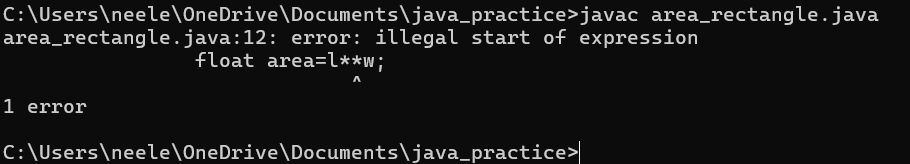 C:\Users\neele\OneDrive\Documents\java_practice>javac area_rectangle.java
area_rectangle.java:12: error: illegal start of expression
                float area=l**w;
                             ^
1 error

C:\Users\neele\OneDrive\Documents\java_practice>